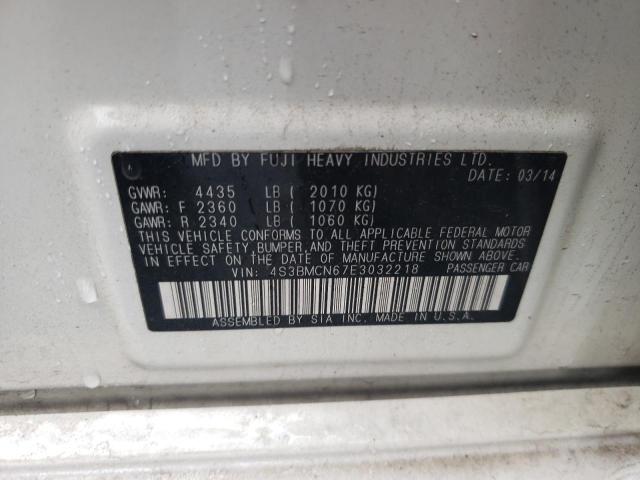 MFD BY FUJI HEAVY INDUSTRIES LTD.
DATE: 03/14
GVWR: 4435 LB ( 2010 KG)
GAWR: F 2360 LB ( 1070 KG)
GAWR: R 2340 LB ( 1060 KG)
THIS VEHICLE CONFORMS TO ALL APPLICABLE FEDERAL MOTOR
VEHICLE SAFETY,BUMPER,AND THEFT PREVENTION STANDARDS
IN EFFECT ON THE DATE OF MANUFACTURE SHOWN ABOVE.
VIN: 4S3BMCN67E3032218 PASSENGER CAR
ASSEMBLED BY SIA INC. MADE IN U.S.A.